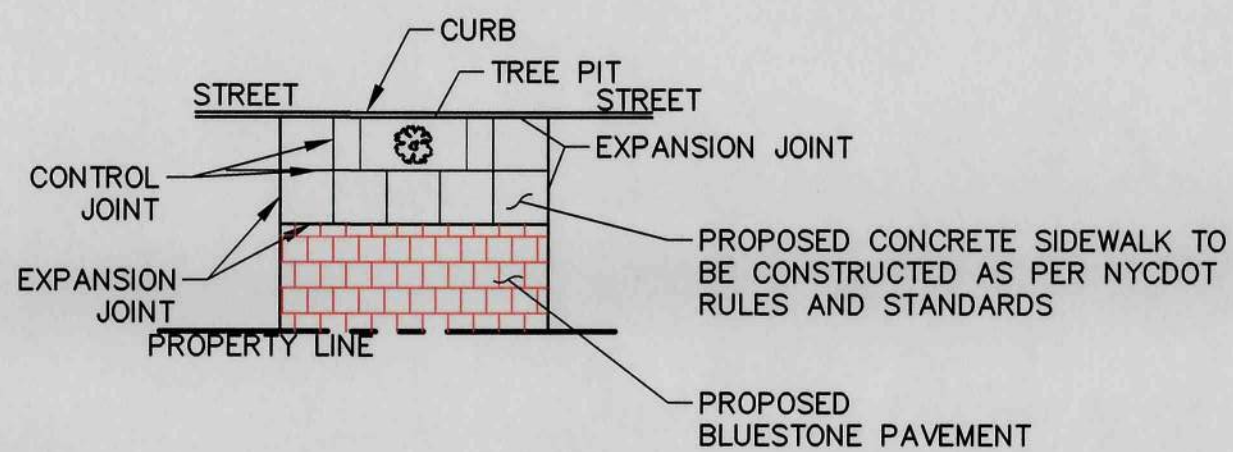 CURB
TREE PIT
STREET
STREET
EXPANSION JOINT
CONTROL
JOINT
PROPOSED CONCRETE SIDEWALK TO
BE CONSTRUCTED AS PER NYCDOT
RULES AND STANDARDS
EXPANSION
JOINT
PROPERTY LINE
PROPOSED
BLUESTONE PAVEMENT